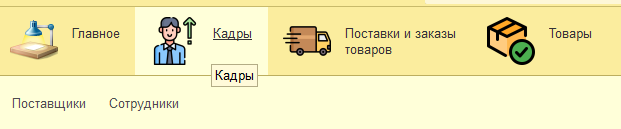 Главное
Кадры
Поставки и заказы
товаров
Товары
Кадры
Поставщики Сотрудники